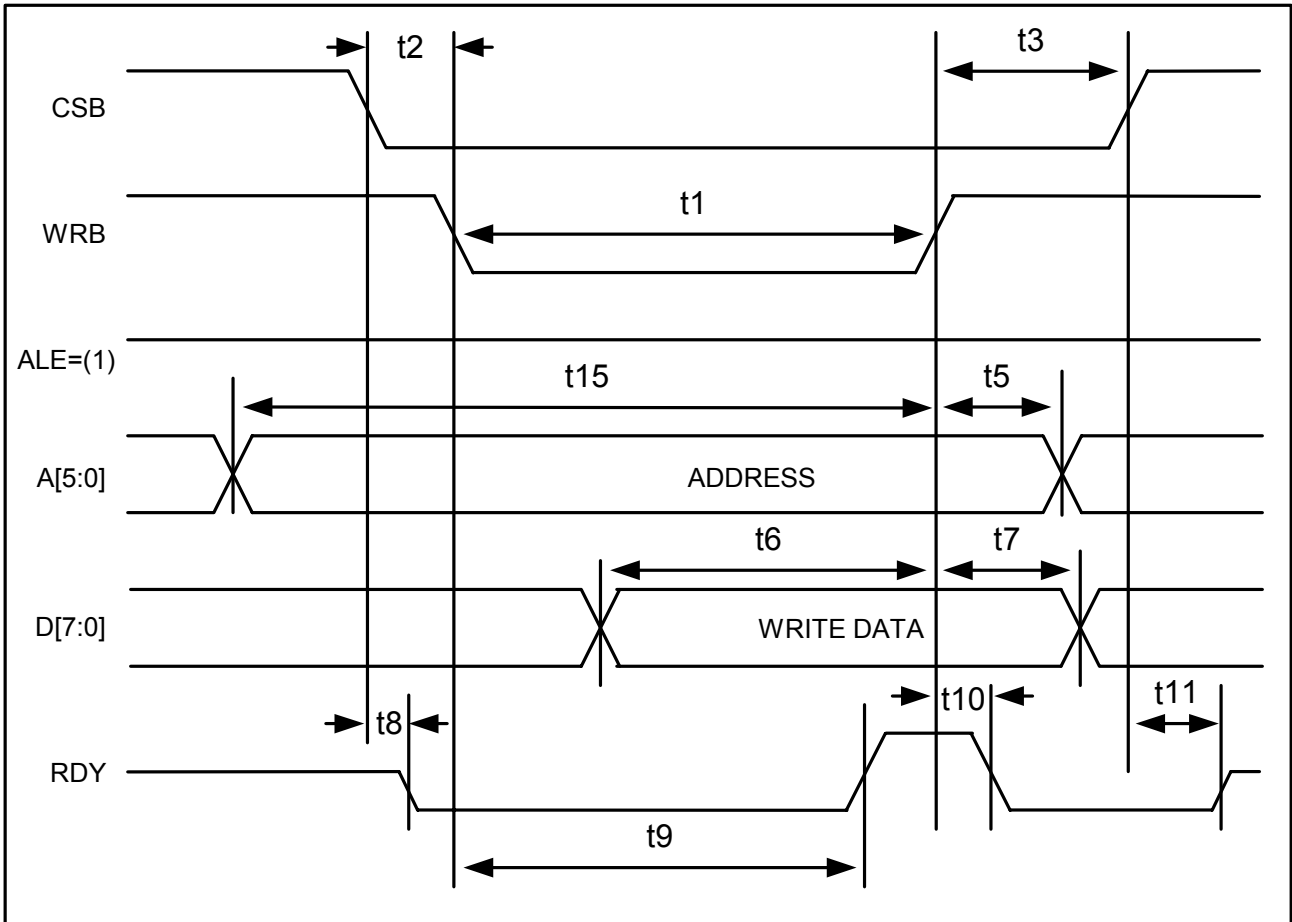 t2
t3
CSB
t1
WRB
ALE=(1)
t15
t5
A[5:0]
ADDRESS
t6
t7
D[7:0]
WRITE DATA
t8
t10
t11
RDY
t9